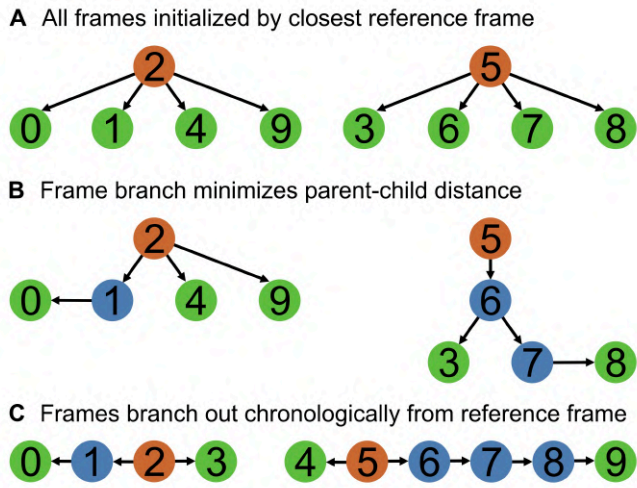 A All frames initialized by closest reference frame
2 5
0 1 4 9 3 6 7 8
B Frame branch minimizes parent-child distance
2 5
0 1 4 9 6
3 7 8
C Frames branch out chronologically from reference frame
0 1 2 3 4 5 6 7 8 9